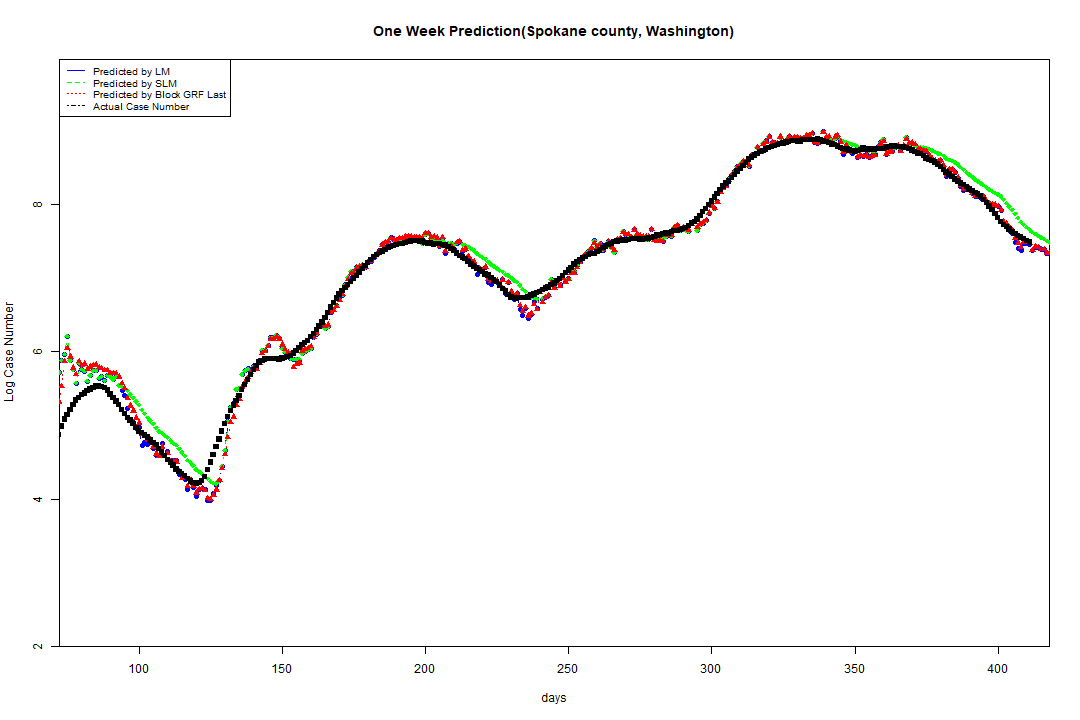 One Week Prediction(Spokane county, Washington)
Predicted by LM
Predicted by SLM
Predicted by Block GRF Last
Actual Case Number
8
6
4
2
Log Case Number
100 150 200 250 300 350 400
days